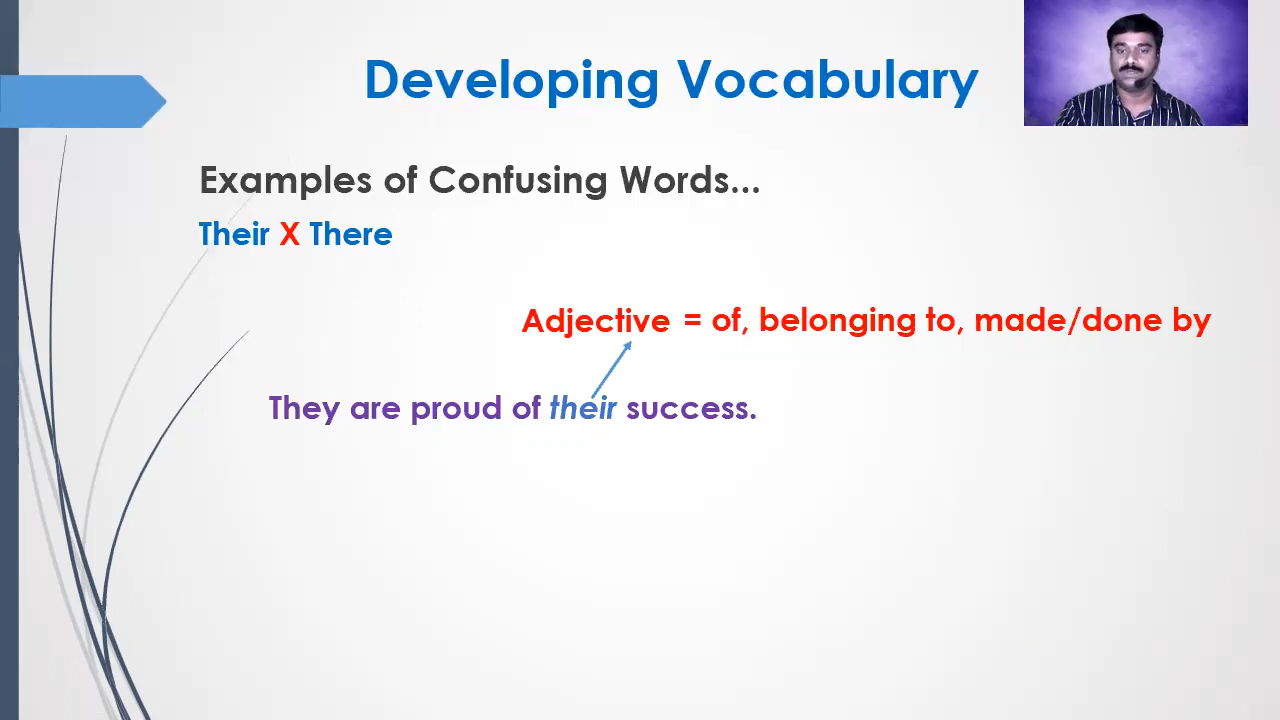 Developing Vocabulary
Examples of Confusing Words...
Their X There
Adjective = of, belonging to, made/done by
They are proud of their success.